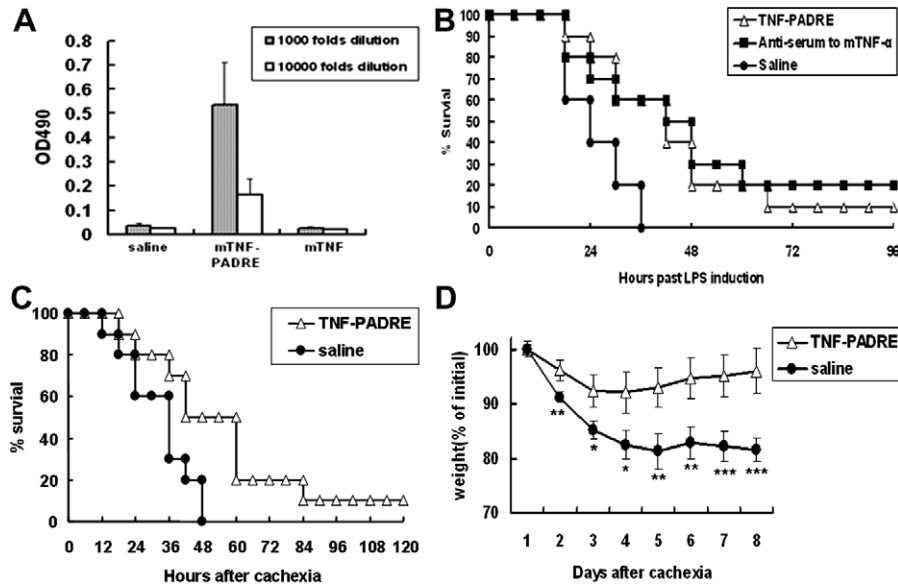 A
1000 folds dilution
10000 folds dilution
0.8
0.7
0.6
0.5
0.4
0.3
0.2
0.1
0
OD490
saline
mTNF-
PADRE
mTNF
B
TNF-PADRE
Anti-serum to mTNF-α
Saline
100
90
80
70
60
50
40
30
20
10
0
% survial
0 24 48 72 96
Hours past LPS induction
C
TNF-PADRE
saline
100
80
60
40
20
0
% survial
0 12 24 36 48 60 72 84 96 108 120
Hours after cachexia
D
TNF-PADRE
saline
100
90
80
70
weight(% of initial)
**
*
*
**
**
***
***
1 2 3 4 5 6 7 8
Days after cachexia